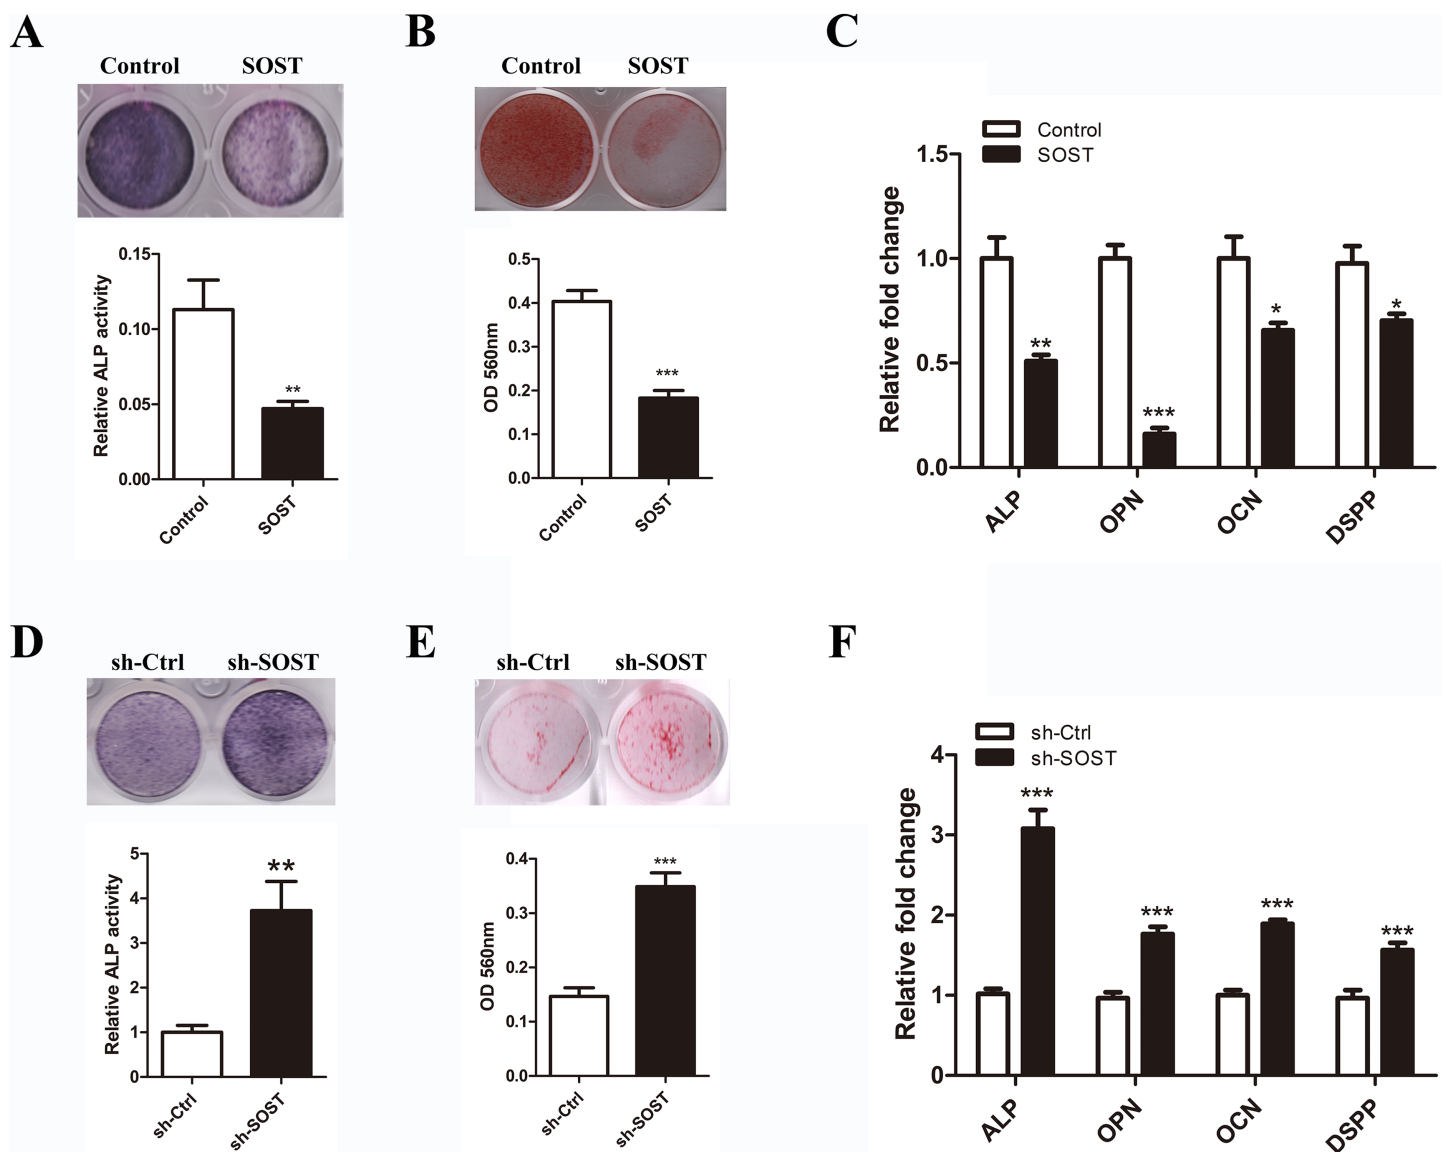 A
Control SOST
0.15
0.10
0.05
0.00
Relative ALP activity
**
Control SOST
B
Control SOST
0.5
0.4
0.3
0.2
0.1
0.0
OD 560nm
***
Control SOST
C
Control
SOST
1.5
1.0
0.5
0.0
Relative fold change
** *** * *
ALP OPN OCN DSPP
D
sh-Ctrl sh-SOST
5
4
3
2
1
0
Relative ALP activity
**
sh-Ctrl sh-SOST
E
sh-Ctrl sh-SOST
0.4
0.3
0.2
0.1
0.0
OD 560nm
***
sh-Ctrl sh-SOST
F
sh-Ctrl
sh-SOST
4
3
2
1
0
Relative fold change
*** *** *** ***
ALP OPN OCN DSPP